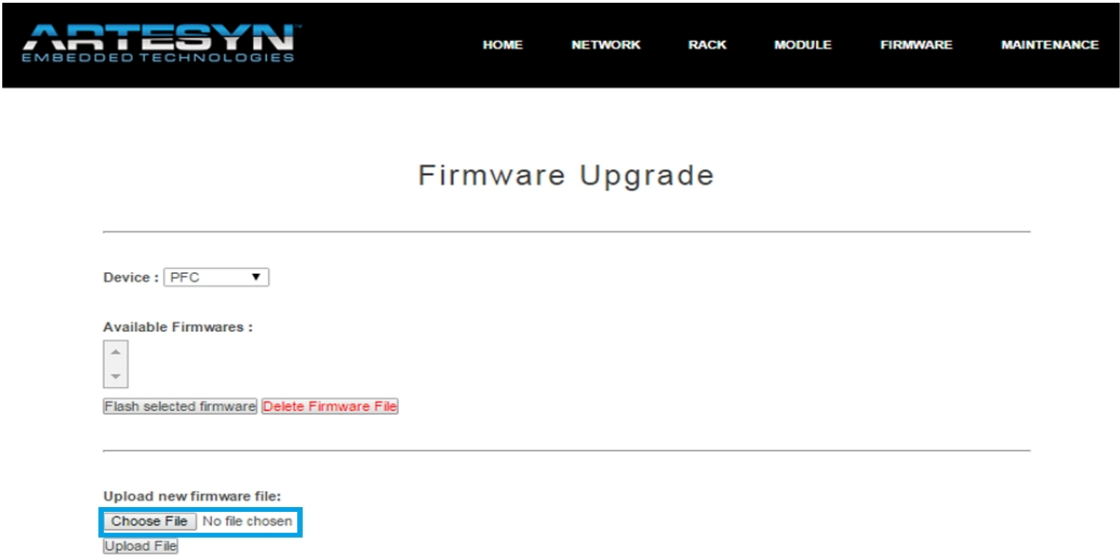 ARTESYN™
EMBEDDED TECHNOLOGIES
HOME NETWORK RACK MODULE FIRMWARE MAINTENANCE
Firmware Upgrade
Device : PFC
Available Firmwares :
Flash selected firmware Delete Firmware File
Upload new firmware file:
Choose File No file chosen
Upload File